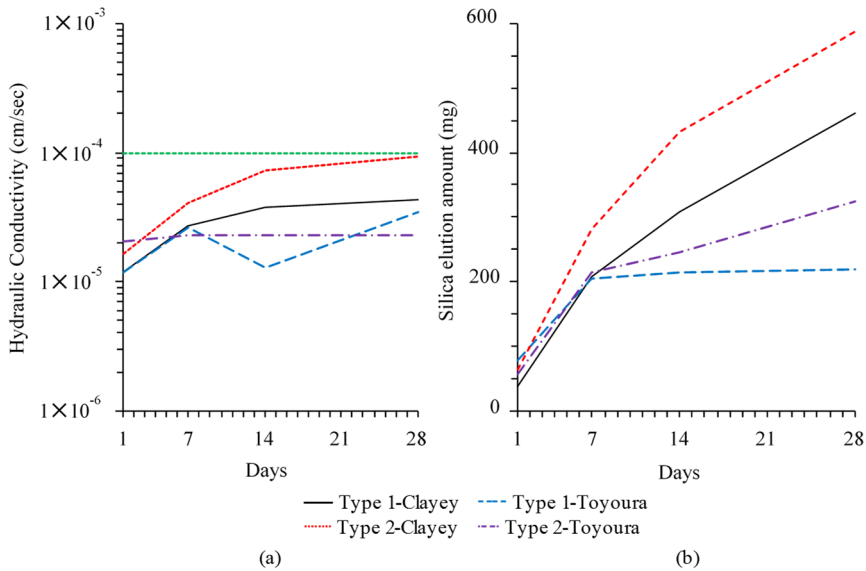 Hydraulic Conductivity (cm/sec)
1×10⁻³
1×10⁻⁴
1×10⁻⁵
1×10⁻⁶
1 7 14 21 28
Days
Silica elution amount (mg)
600
400
200
0
1 7 14 21 28
Days
Type 1-Clayey Type 1-Toyoura
Type 2-Clayey Type 2-Toyoura
(a) (b)